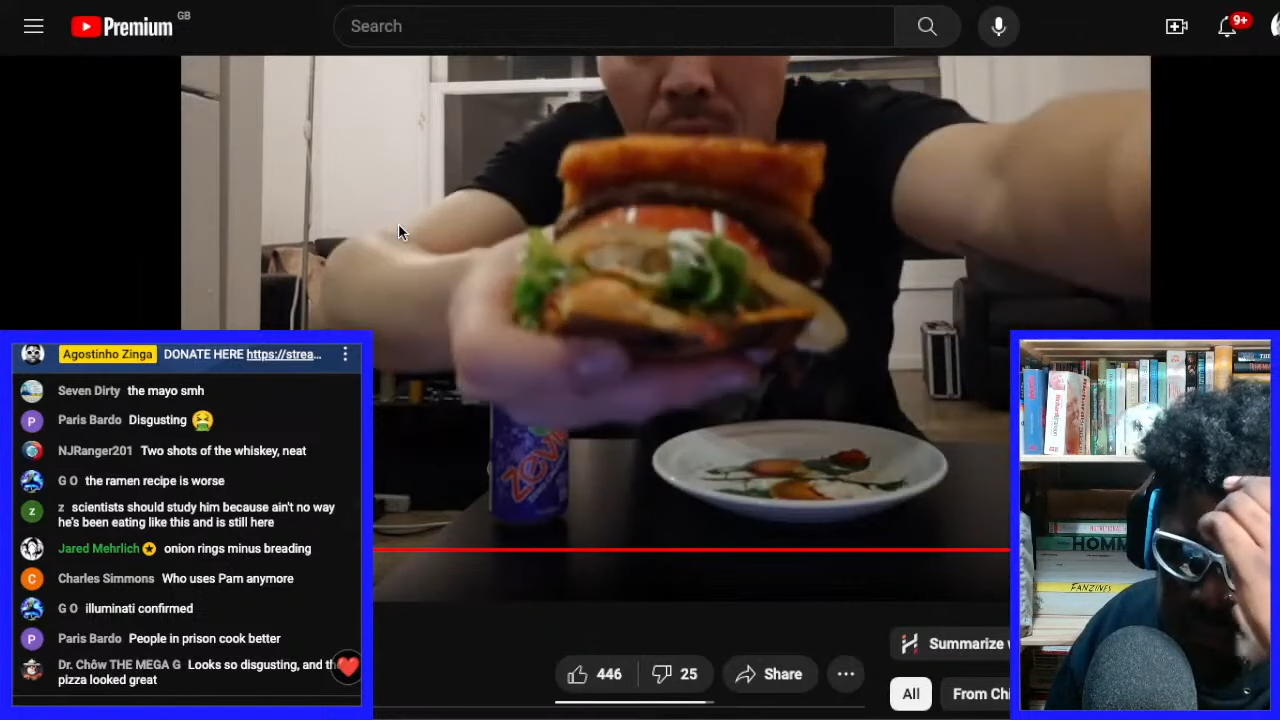 Premium GB
Search
9+
Agostinho Zinga DONATE HERE https://strea...
Seven Dirty the mayo smh
Paris Bardo Disgusting
NJRanger201 Two shots of the whiskey, neat
G O the ramen recipe is worse
z scientists should study him because ain't no way
he's been eating like this and is still here
Jared Mehrlich onion rings minus breading
Charles Simmons Who uses Pam anymore
G O illuminati confirmed
Paris Bardo People in prison cook better
Dr. Chôw THE MEGA G Looks so disgusting, and th
pizza looked great
zevia
HOMM
FANZINES
Summarize
446
25
Share
All
From Chi